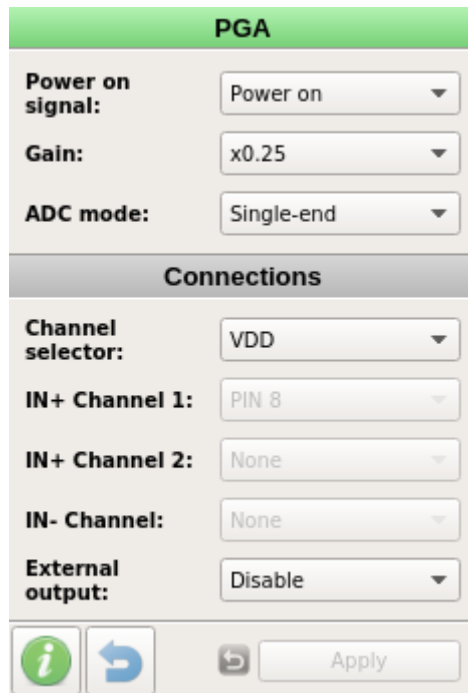 PGA
Power on
signal:
Power on
Gain:
x0.25
ADC mode:
Single-end
Connections
Channel
selector:
VDD
IN+ Channel 1:
PIN 8
IN+ Channel 2:
None
IN- Channel:
None
External
output:
Disable
i
Apply